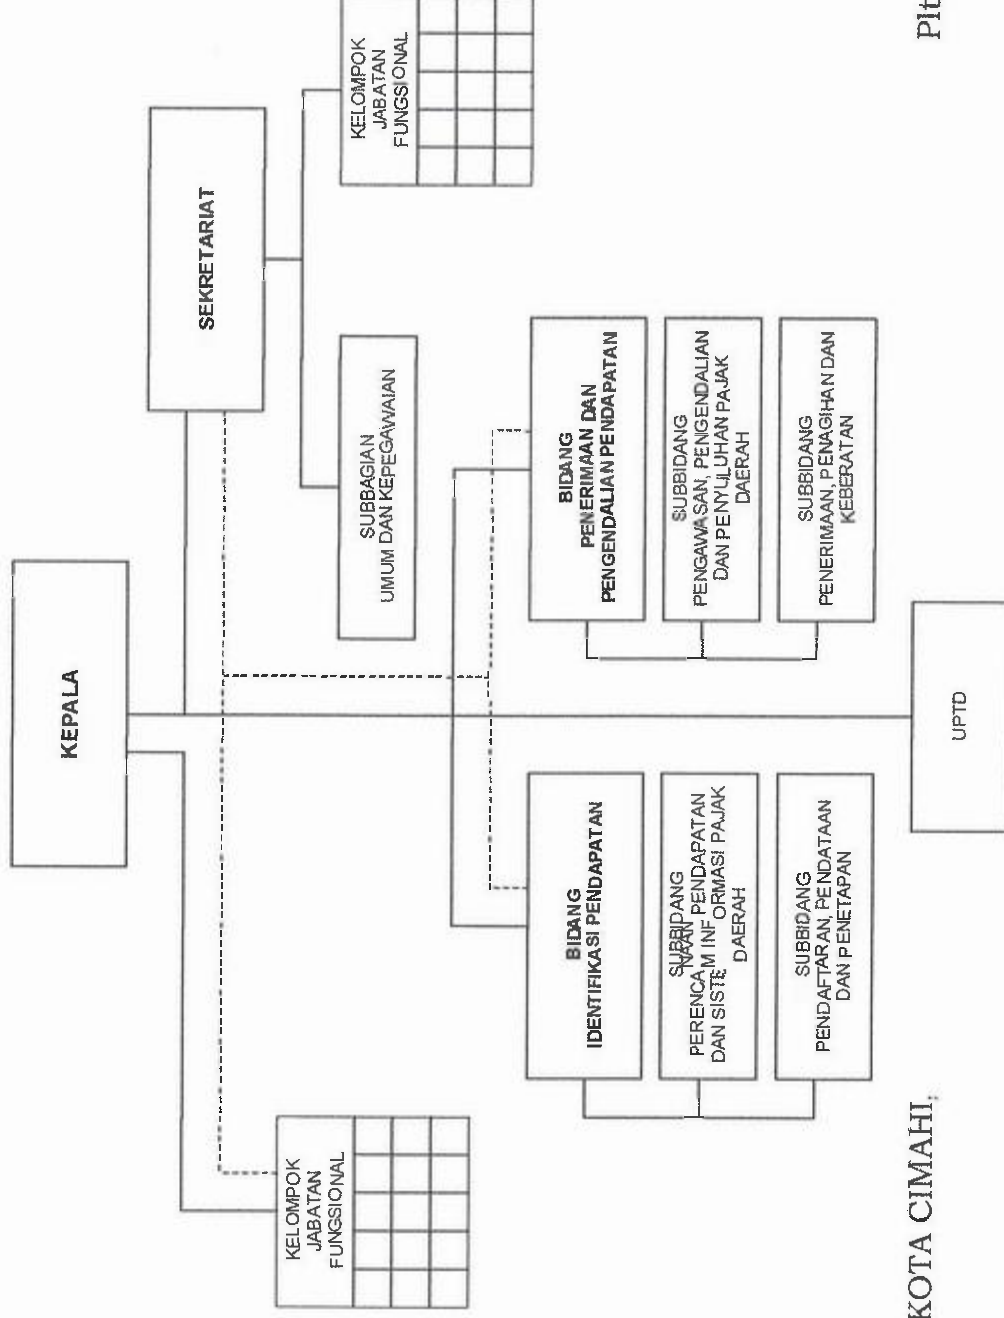 KEPALA
SEKRETARIAT
KELOMPOK
JABATAN
FUNGSIONAL
SUBBAGIAN
UMUM DAN KEPEGAWAIAN
KELOMPOK
JABATAN
FUNGSIONAL
BIDANG
IDENTIFIKASI PENDAPATAN
SUBBIDANG
PERENCANAAN PENDAPATAN
DAN SISTEM INFORMASI PAJAK
DAERAH
SUBBIDANG
PENDAFTARAN, PENDATAAN
DAN PENETAPAN
BIDANG
PENERIMAAN DAN
PENGENDALIAN PENDAPATAN
SUBBIDANG
PENGAWASAN, PENGENDALIAN
DAN PENYULUHAN PAJAK
DAERAH
SUBBIDANG
PENERIMAAN, PENAGIHAN DAN
KEBERATAN
UPTD
KOTA CIMAHI,
Plt